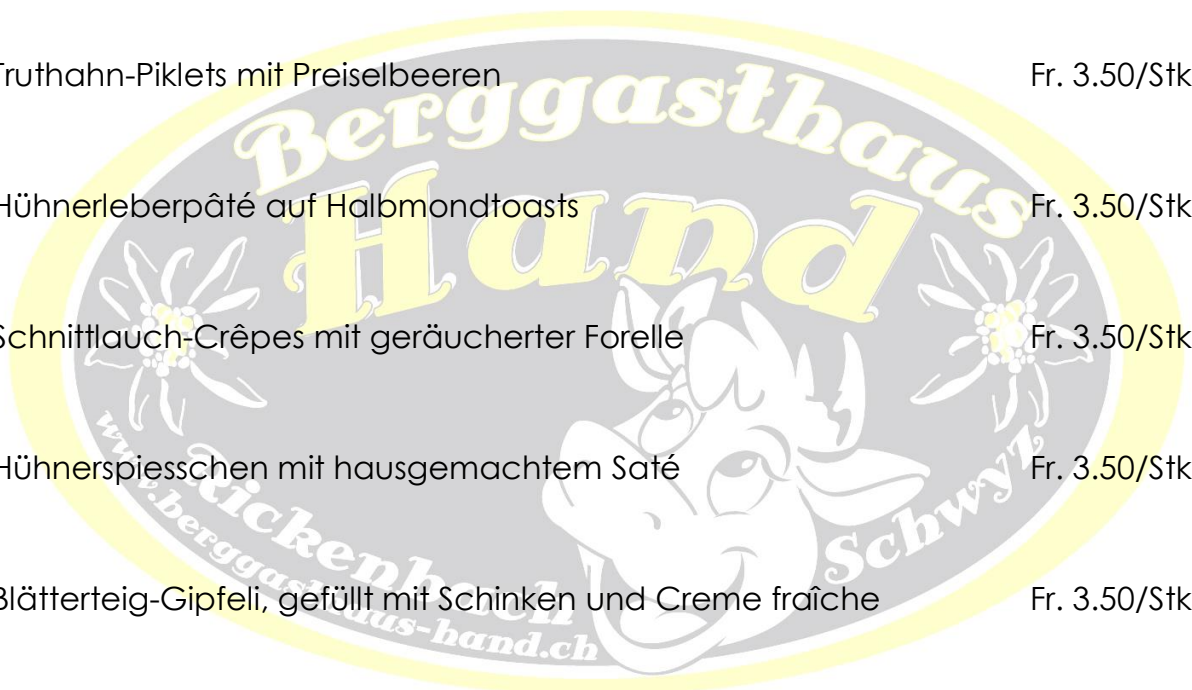 Truthahn-Piklets mit Preiselbeeren Fr. 3.50/Stk
Hühnerleberpâté auf Halbmondtoasts Fr. 3.50/Stk
Schnittlauch-Crêpes mit geräucherter Forelle Fr. 3.50/Stk
Hühnerspiesschen mit hausgemachtem Saté Fr. 3.50/Stk
Blätterteig-Gipfeli, gefüllt mit Schinken und Creme fraîche Fr. 3.50/Stk
Berggasthaus
Hand
Rickenbach Schwyz
www.berggasthaus-hand.ch